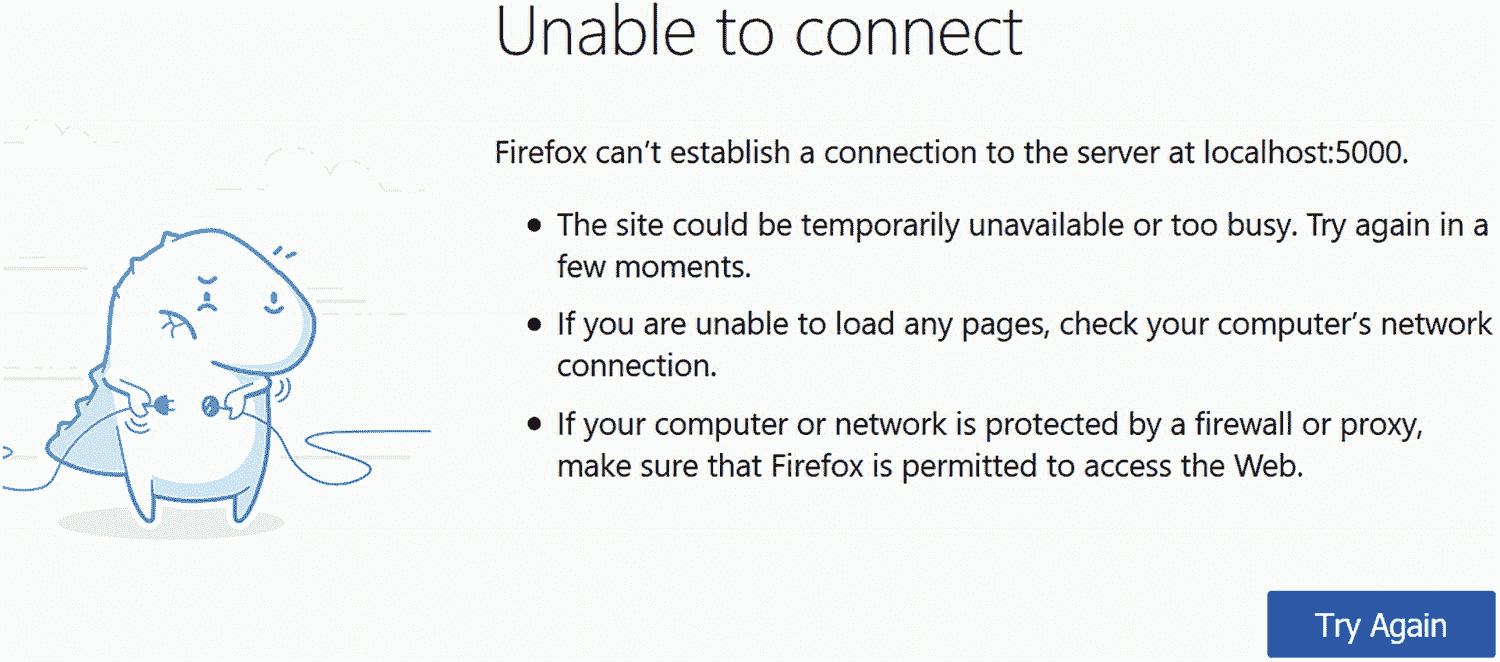 Unable to connect
Firefox can’t establish a connection to the server at localhost:5000.
• The site could be temporarily unavailable or too busy. Try again in a
few moments.
• If you are unable to load any pages, check your computer’s network
connection.
• If your computer or network is protected by a firewall or proxy,
make sure that Firefox is permitted to access the Web.
Try Again